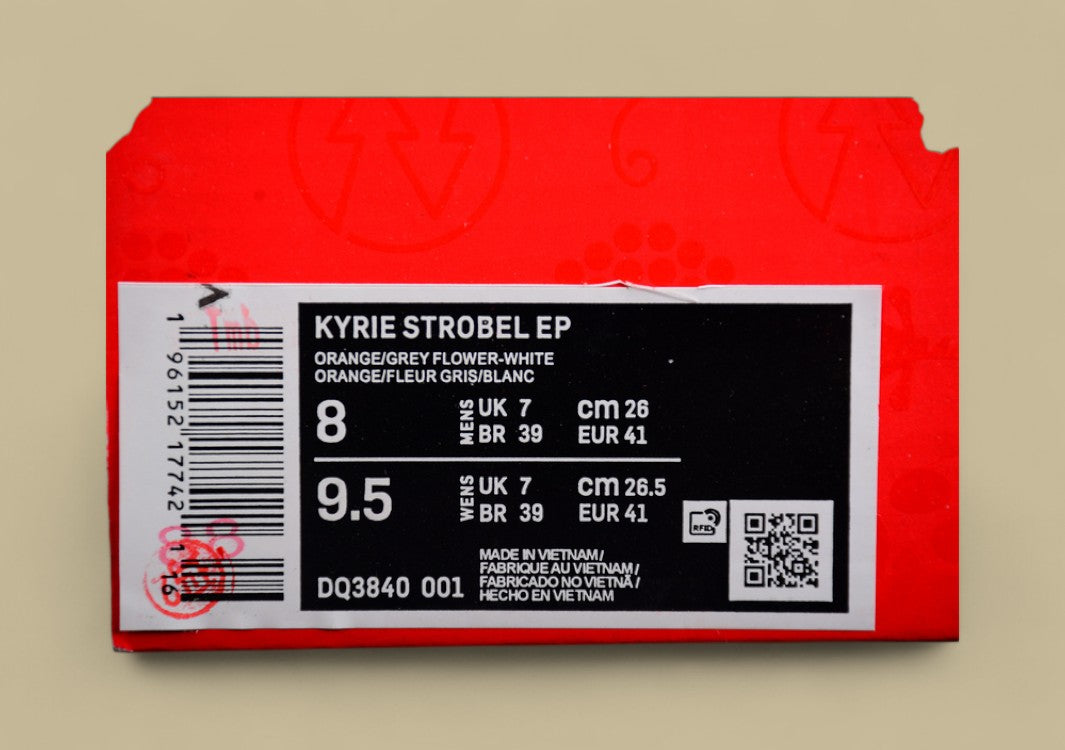 KYRIE STROBEL EP
ORANGE/GREY FLOWER-WHITE
ORANGE/FLEUR GRIS/BLANC
8 MENS UK 7 cm 26
BR 39 EUR 41
9.5 WENS UK 7 cm 26.5
BR 39 EUR 41
RFID
MADE IN VIETNAM/
FABRIQUE AU VIETNAM/
FABRICADO NO VIETNÃ/
HECHO EN VIETNAM
DQ3840 001
1 96152 17742 1 16
V